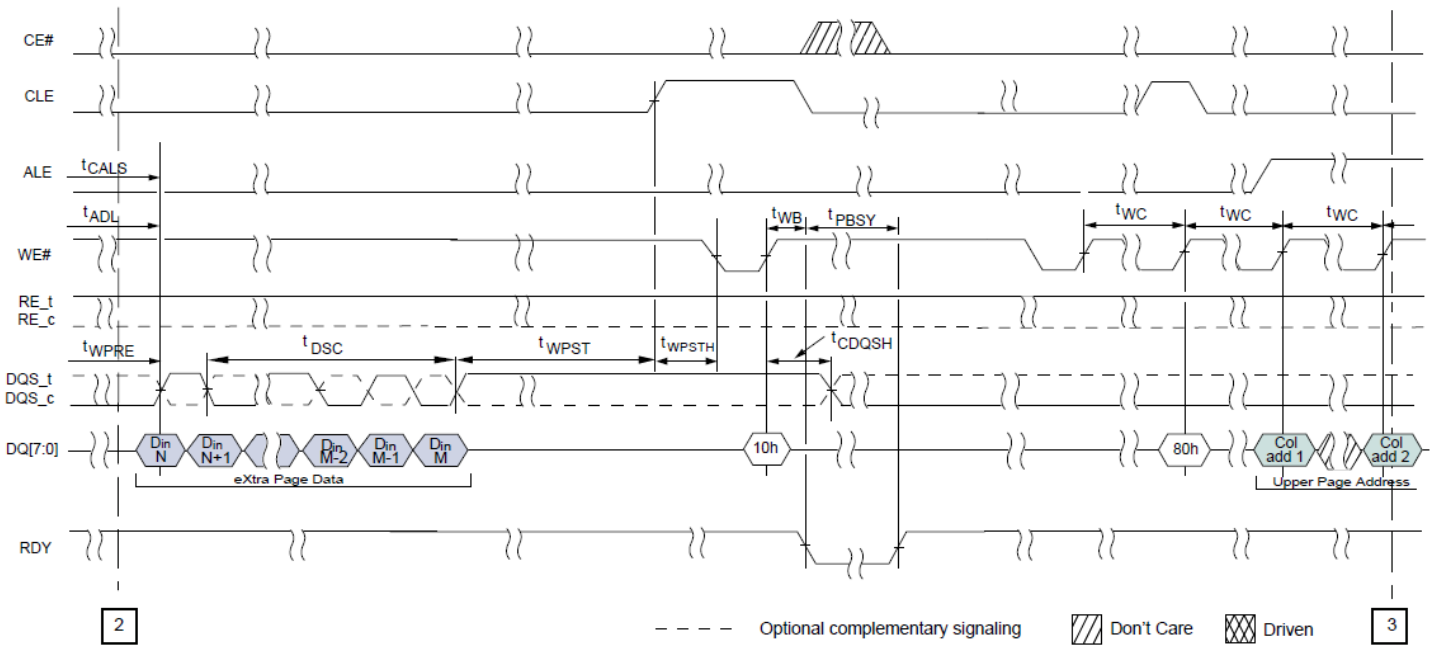 CE#
CLE
ALE
tCALS
tADL
tWB
tPBSY
tWC
tWC
tWC
WE#
RE_t
RE_c
tWPRE
tDSC
tWPST
tWPSTH
tCDQSH
DQS_t
DQS_c
DQ[7:0]
Din N
Din N+1
Din M-2
Din M-1
Din M
10h
80h
Col add 1
Col add 2
eXtra Page Data
Upper Page Address
RDY
2
Optional complementary signaling
Don't Care
Driven
3